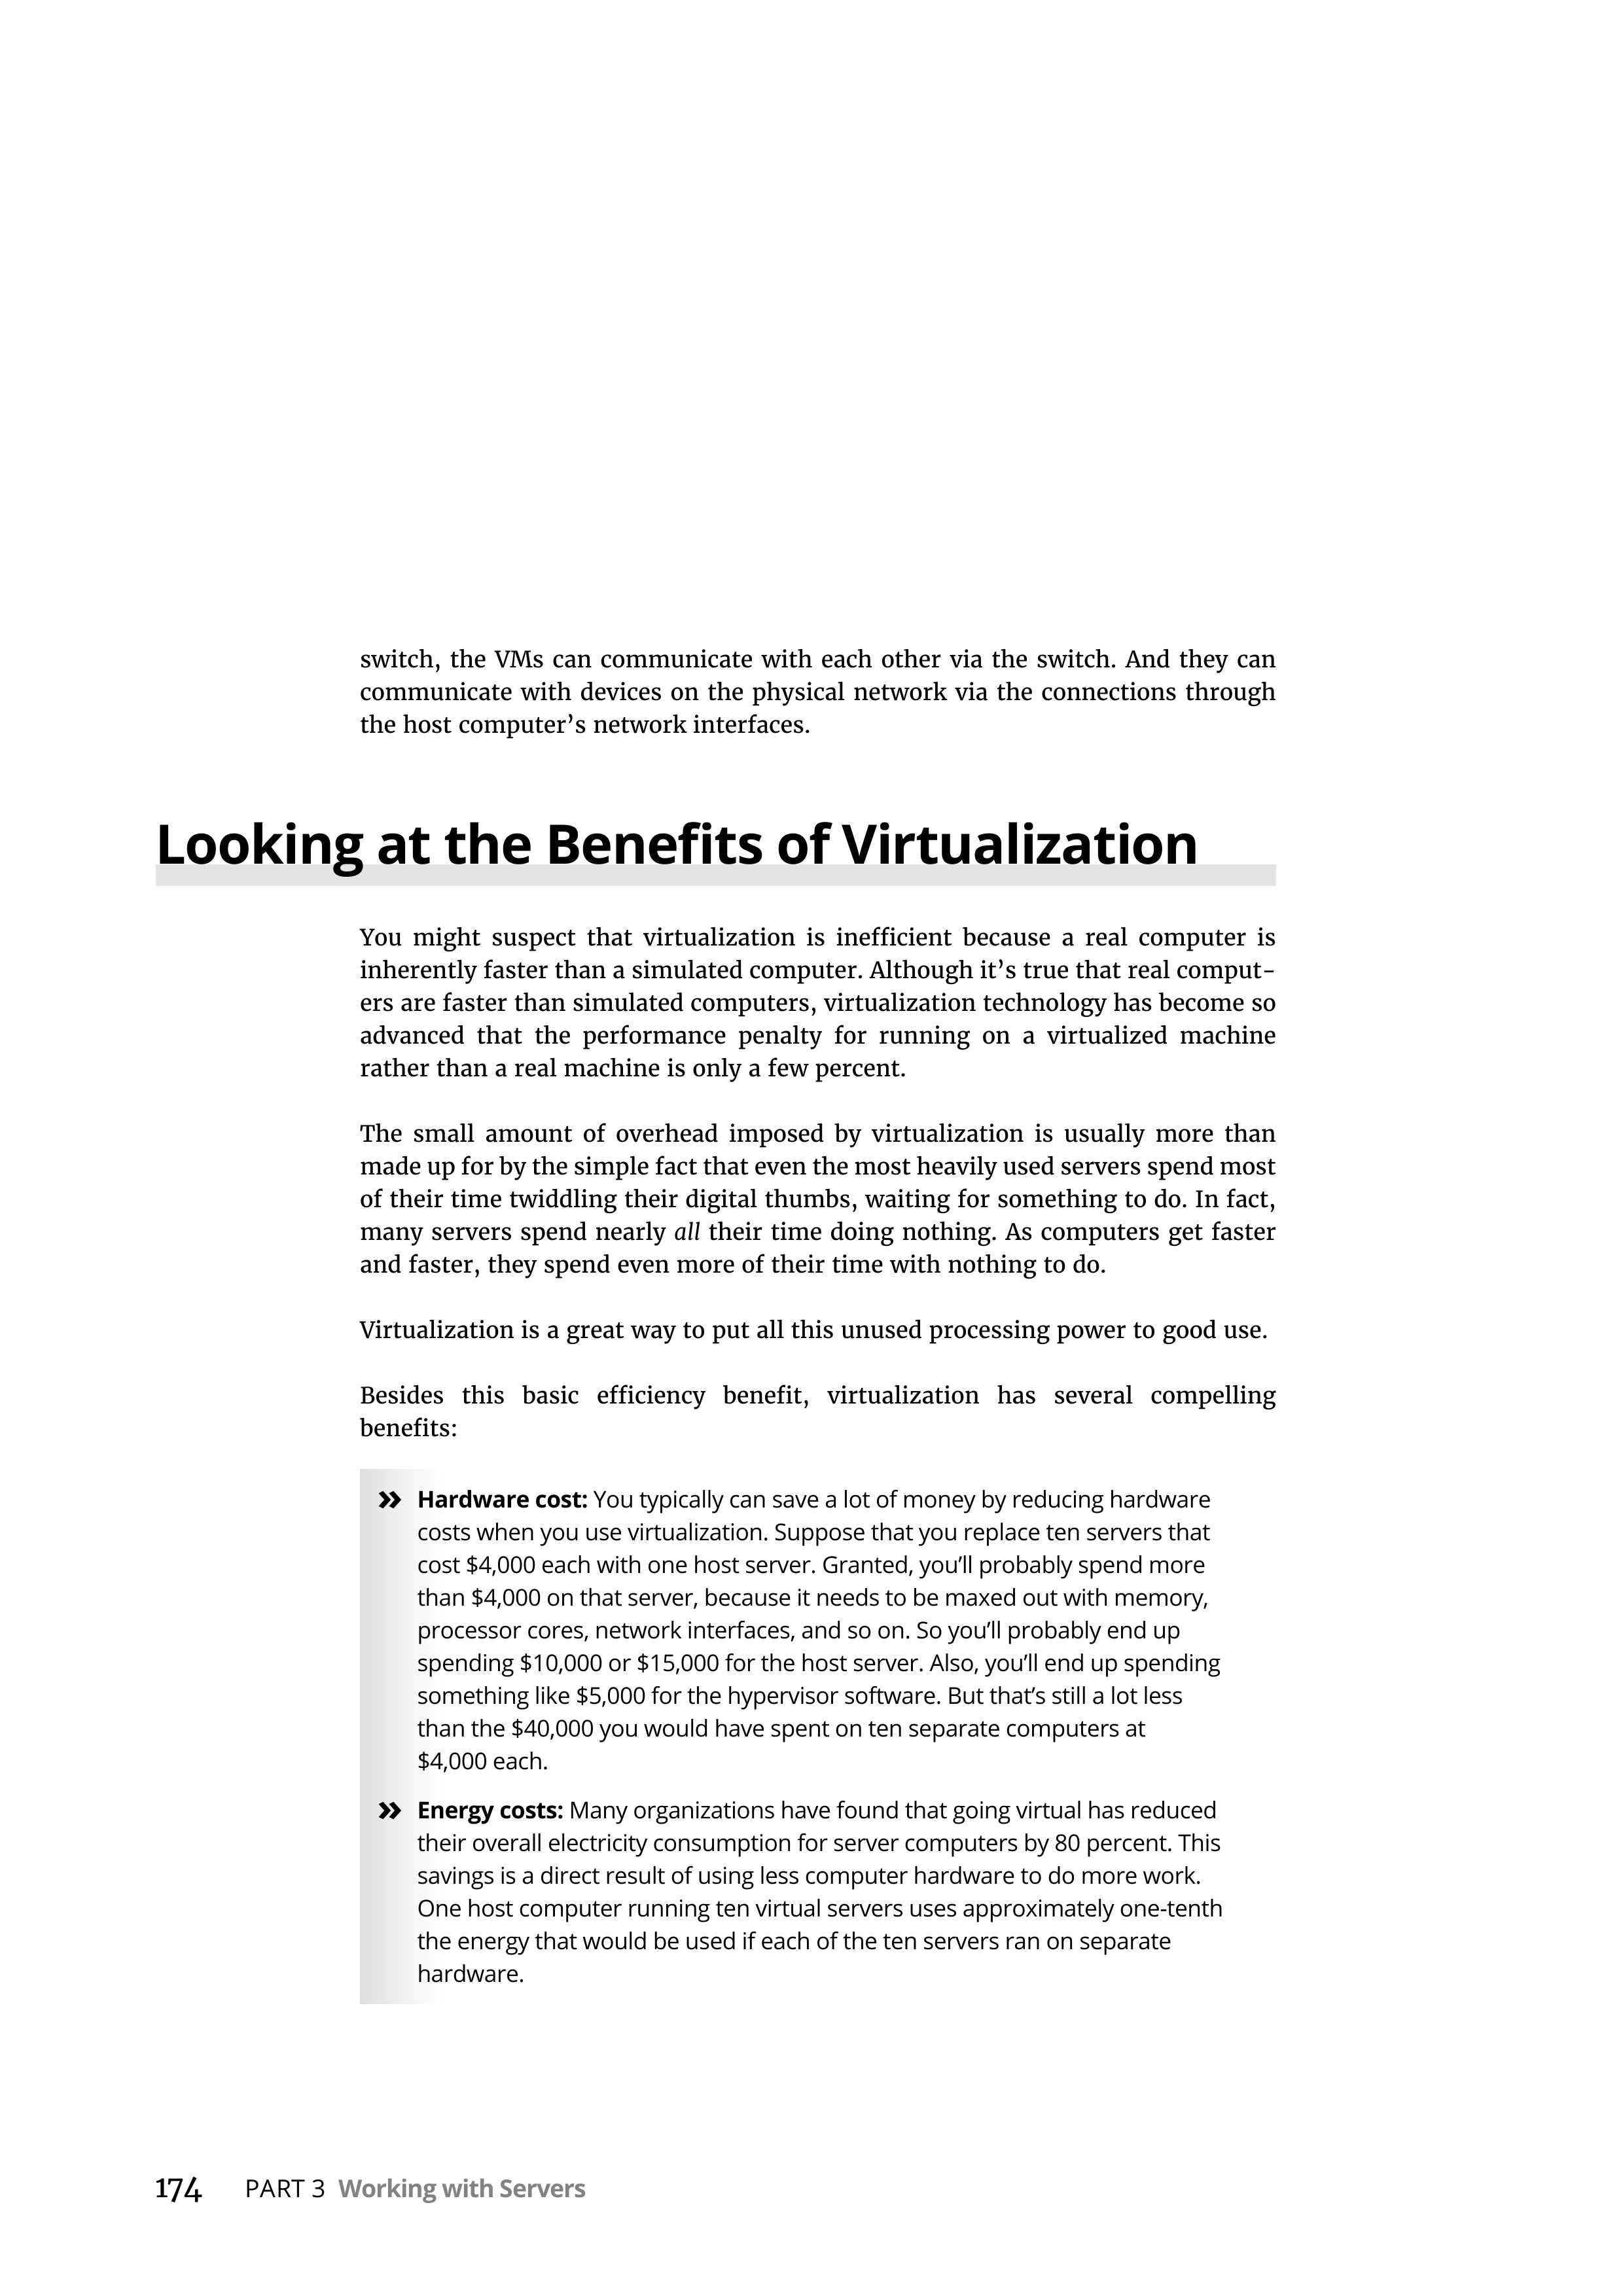 switch, the VMs can communicate with each other via the switch. And they can
communicate with devices on the physical network via the connections through
the host computer’s network interfaces.
Looking at the Benefits of Virtualization
You might suspect that virtualization is inefficient because a real computer is
inherently faster than a simulated computer. Although it’s true that real comput-
ers are faster than simulated computers, virtualization technology has become so
advanced that the performance penalty for running on a virtualized machine
rather than a real machine is only a few percent.
The small amount of overhead imposed by virtualization is usually more than
made up for by the simple fact that even the most heavily used servers spend most
of their time twiddling their digital thumbs, waiting for something to do. In fact,
many servers spend nearly all their time doing nothing. As computers get faster
and faster, they spend even more of their time with nothing to do.
Virtualization is a great way to put all this unused processing power to good use.
Besides this basic efficiency benefit, virtualization has several compelling
benefits:
» Hardware cost: You typically can save a lot of money by reducing hardware
costs when you use virtualization. Suppose that you replace ten servers that
cost $4,000 each with one host server. Granted, you’ll probably spend more
than $4,000 on that server, because it needs to be maxed out with memory,
processor cores, network interfaces, and so on. So you’ll probably end up
spending $10,000 or $15,000 for the host server. Also, you’ll end up spending
something like $5,000 for the hypervisor software. But that’s still a lot less
than the $40,000 you would have spent on ten separate computers at
$4,000 each.
» Energy costs: Many organizations have found that going virtual has reduced
their overall electricity consumption for server computers by 80 percent. This
savings is a direct result of using less computer hardware to do more work.
One host computer running ten virtual servers uses approximately one-tenth
the energy that would be used if each of the ten servers ran on separate
hardware.
174 PART 3 Working with Servers